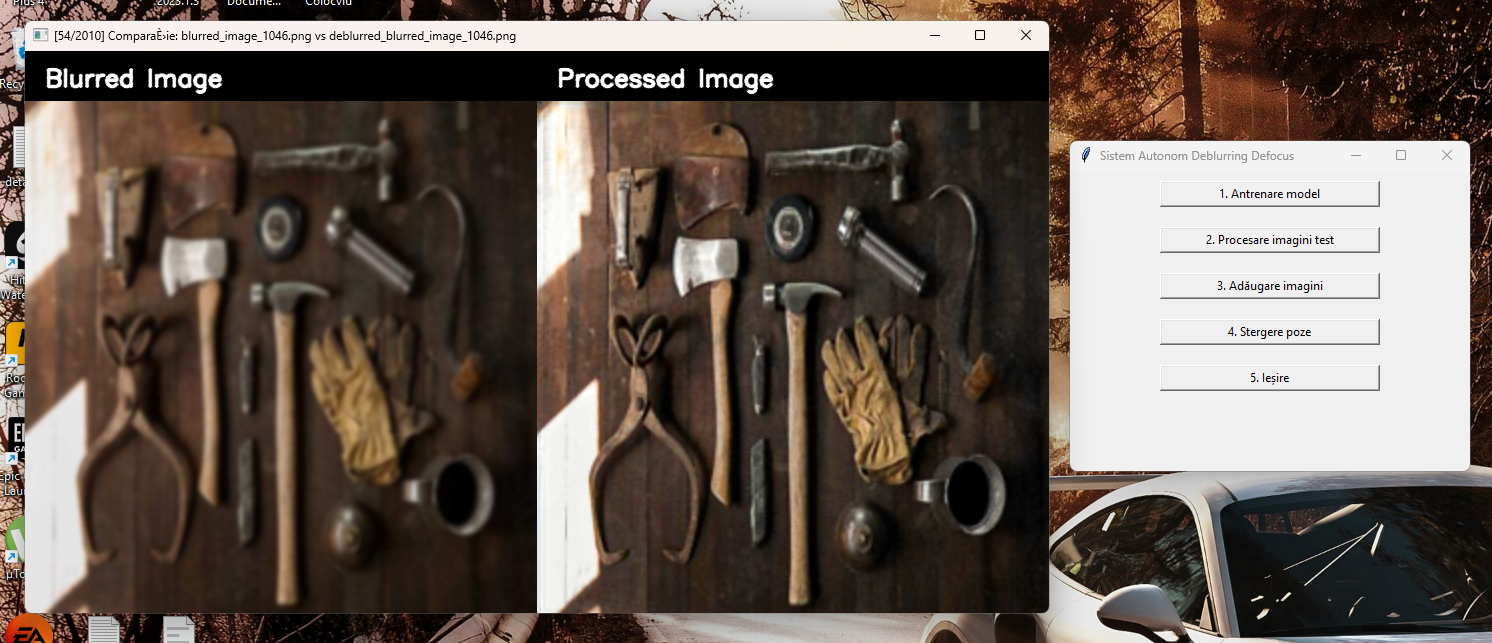 Plus 4
2023.1.3
Docume...
Colocviu
[54/2010] ComparaČ›ie: blurred_image_1046.png vs deblurred_blurred_image_1046.png
Blurred Image
Processed Image
Sistem Autonom Deblurring Defocus
1. Antrenare model
2. Procesare imagini test
3. Adăugare imagini
4. Stergere poze
5. Ieșire
Recy
deta
Wate
Roc
Gan
Epic
Laun
µTo
EA